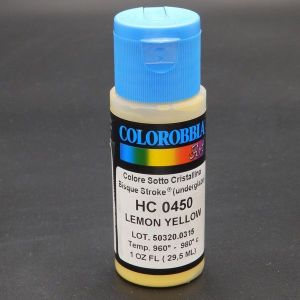 COLOROBBIA
Colore Sotto Cristallina
Bisque Stroke® (underglaze)
HC 0450
LEMON YELLOW
LOT. 50320.0315
Temp. 960° - 980° c
1 OZ FL ( 29,5 ML)